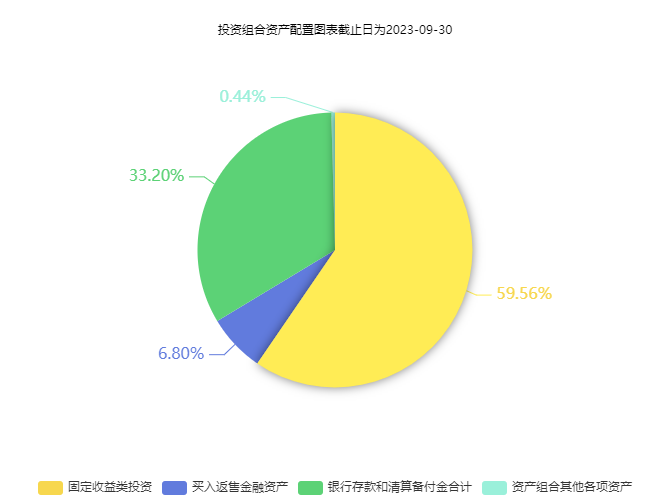 投资组合资产配置图表截止日为2023-09-30
0.44%
33.20%
59.56%
6.80%
固定收益类投资 买入返售金融资产 银行存款和清算备付金合计 资产组合其他各项资产